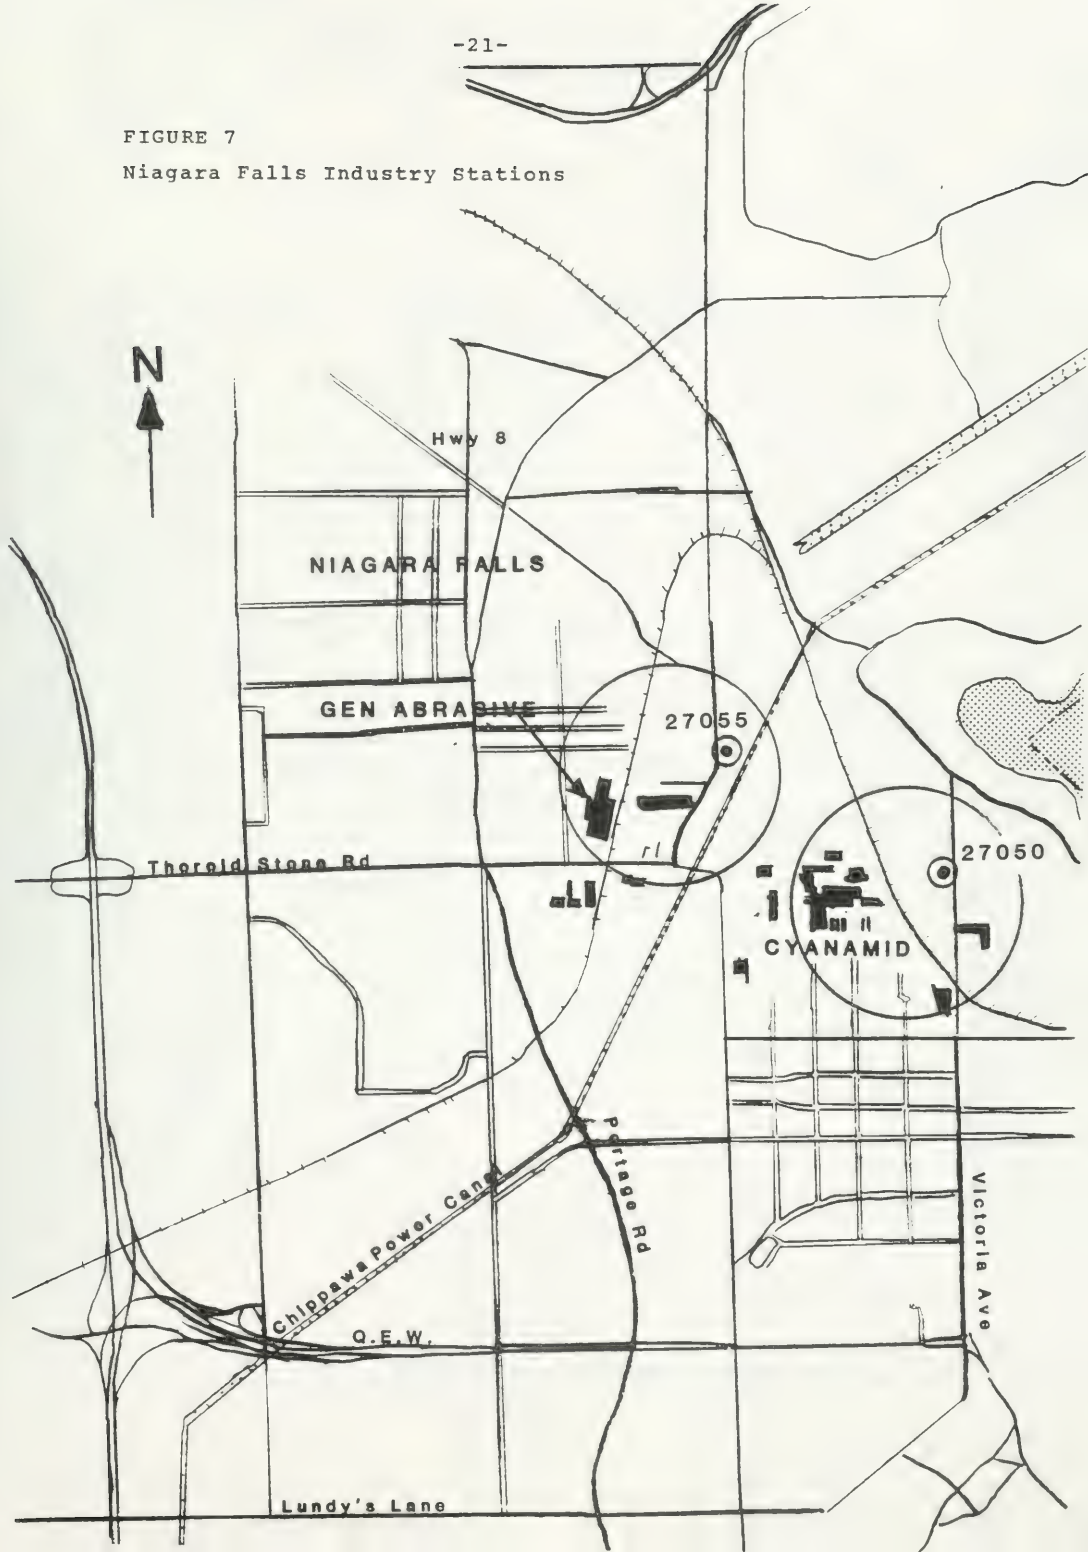 -21-
FIGURE 7
Niagara Falls Industry Stations
N
Hwy 8
NIAGARA FALLS
GEN ABRASIVE
27055
rl
Thorold Stone Rd
27050
CYANAMID
Portage Rd
Chippawa Power Canal
Victoria Ave
Q.E.W.
Lundy's Lane